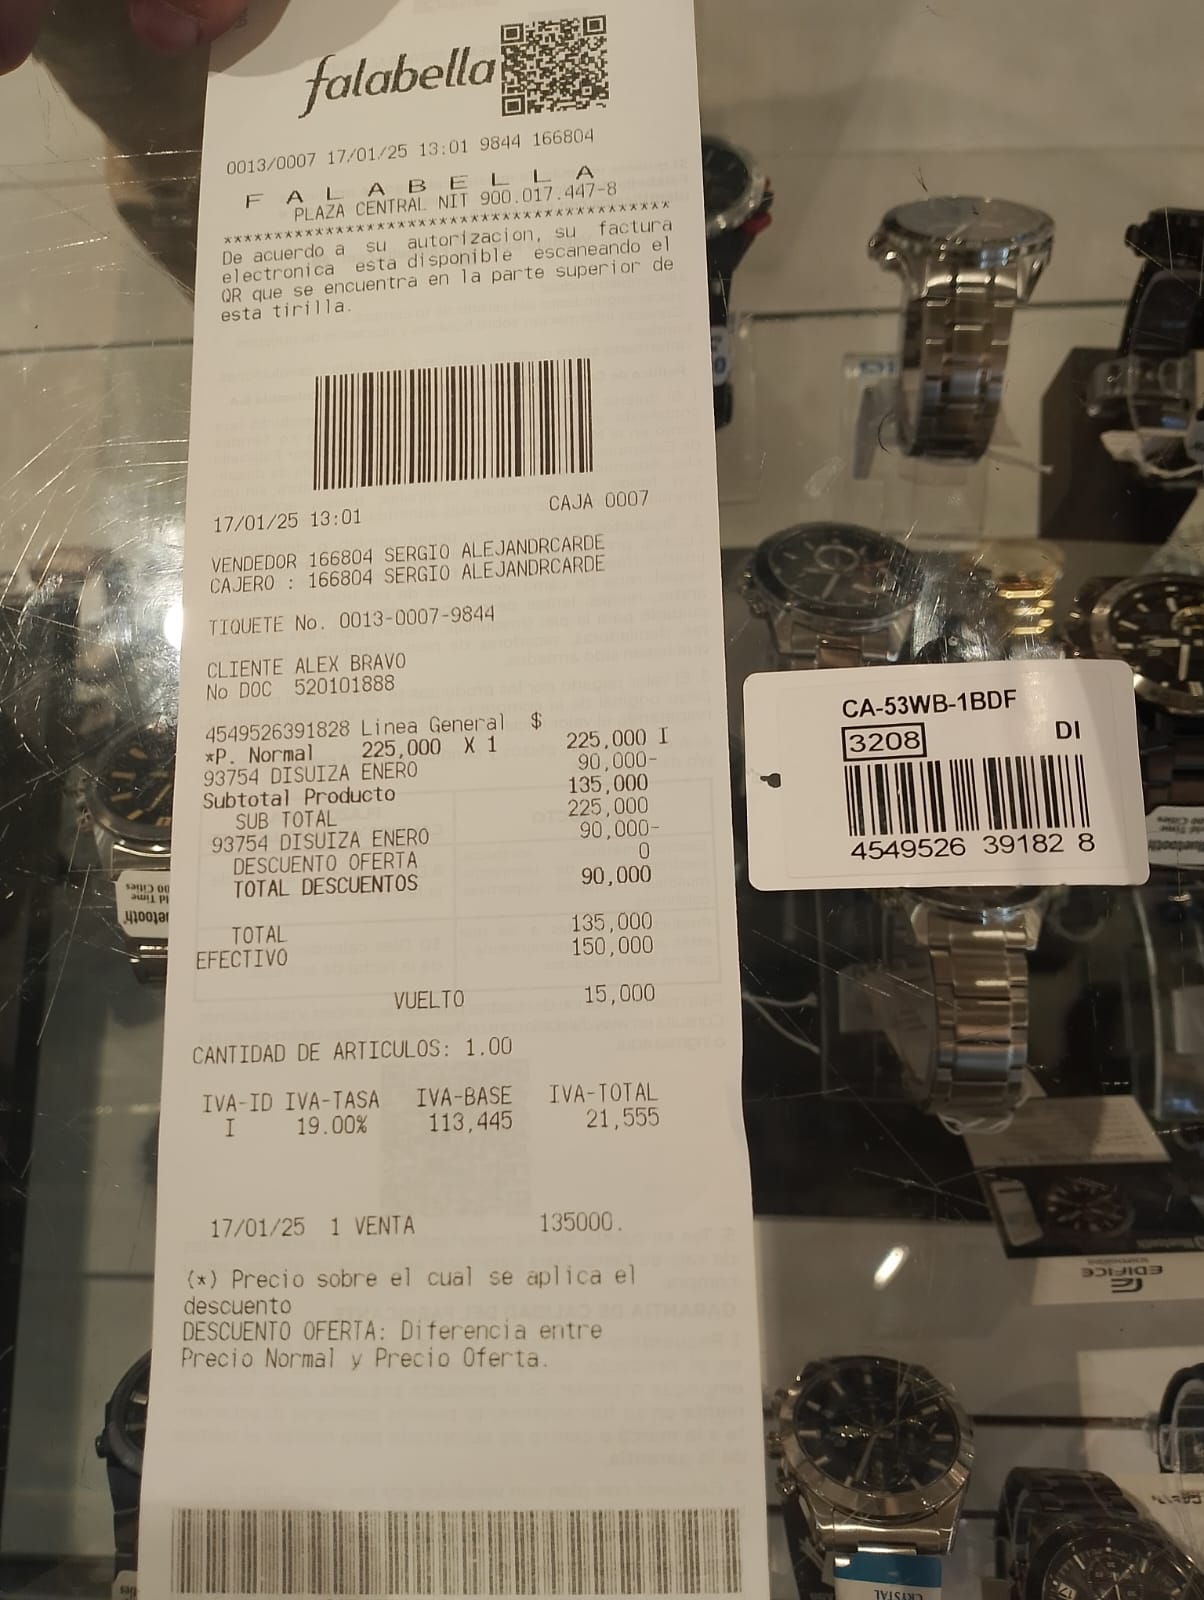 falabella
0013/0007 17/01/25 13:01 9844 166804
F A L A B E L L A
PLAZA CENTRAL NIT 900.017.447-8
******************************************
De acuerdo a su autorizacion, su factura
electronica esta disponible escaneando el
QR que se encuentra en la parte superior de
esta tirilla.
17/01/25 13:01 CAJA 0007
VENDEDOR 166804 SERGIO ALEJANDRCARDE
CAJERO : 166804 SERGIO ALEJANDRCARDE
TIQUETE No. 0013-0007-9844
CLIENTE ALEX BRAVO
No DOC 520101888
4549526391828 Linea General $
*P. Normal 225,000 X 1 225,000 I
93754 DISUIZA ENERO 90,000-
Subtotal Producto 135,000
SUB TOTAL 225,000
93754 DISUIZA ENERO 90,000-
DESCUENTO OFERTA 0
TOTAL DESCUENTOS 90,000
TOTAL 135,000
EFECTIVO 150,000
VUELTO 15,000
CANTIDAD DE ARTICULOS: 1.00
IVA-ID IVA-TASA IVA-BASE IVA-TOTAL
I 19.00% 113,445 21,555
17/01/25 1 VENTA 135000.
(*) Precio sobre el cual se aplica el
descuento
DESCUENTO OFERTA: Diferencia entre
Precio Normal y Precio Oferta.
CA-53WB-1BDF
3208 DI
4549526 39182 8
EDIFICE
CRYSTAL